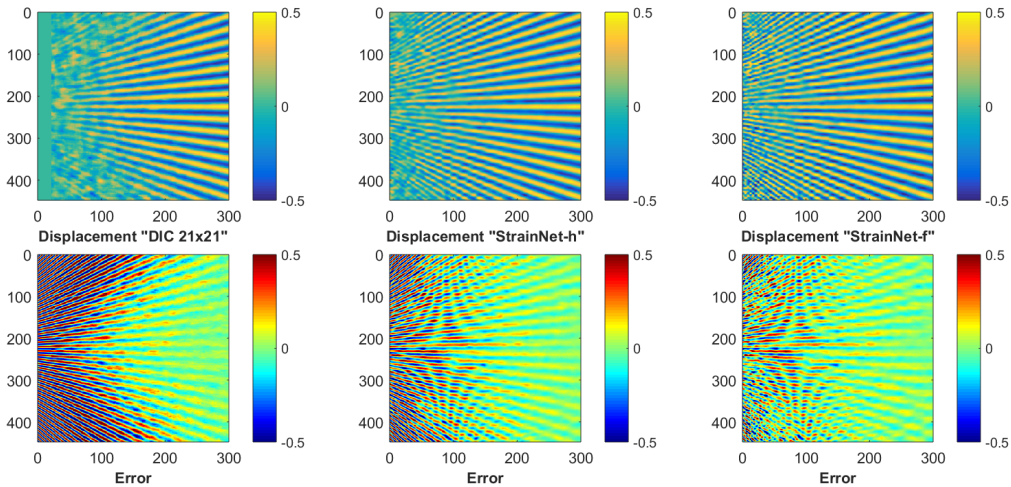 0 0.5 0 0.5 0 0.5
100 100 100
200 0 200 0 200 0
300 300 300
400 400 400
-0.5 -0.5 -0.5
0 100 200 300 0 100 200 300 0 100 200 300
Displacement "DIC 21x21" Displacement "StrainNet-h" Displacement "StrainNet-f"
0 0.5 0 0.5 0 0.5
100 100 100
200 0 200 0 200 0
300 300 300
400 400 400
-0.5 -0.5 -0.5
0 100 200 300 0 100 200 300 0 100 200 300
Error Error Error